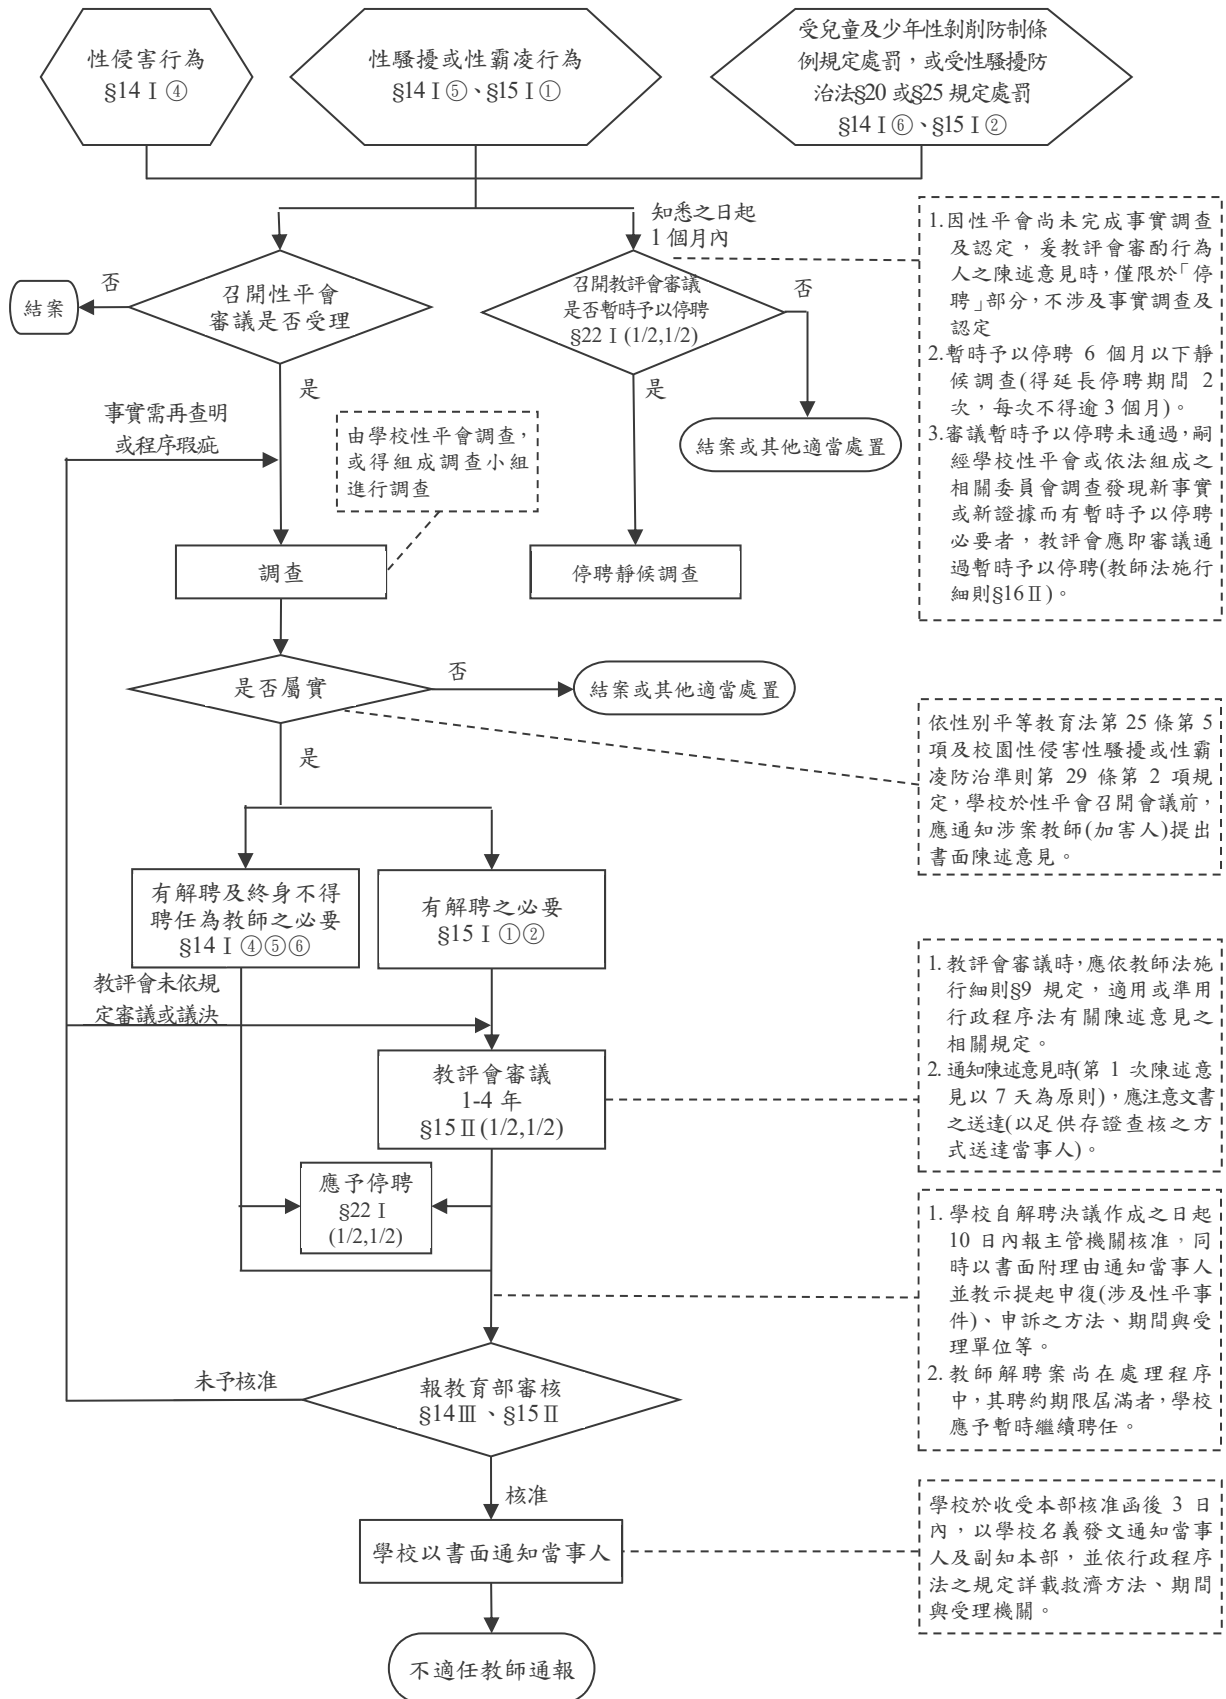 性侵害行為
§14 I ④
性騷擾或性霸凌行為
§14 I ⑤、§15 I ①
受兒童及少年性剝削防制條
例規定處罰，或受性騷擾防
治法§20 或§25 規定處罰
§14 I ⑥、§15 I ②
知悉之日起
1 個月內
否
結案
召開性平會
審議是否受理
召開教評會審議
是否暫時予以停聘
§22 I (1/2,1/2)
否
1. 因性平會尚未完成事實調查
及認定，爰教評會審酌行為
人之陳述意見時，僅限於「停
聘」部分，不涉及事實調查及
認定
2. 暫時予以停聘 6 個月以下靜
候調查(得延長停聘期間 2
次，每次不得逾 3 個月)。
3. 審議暫時予以停聘未通過，嗣
經學校性平會或依法組成之
相關委員會調查發現新事實
或新證據而有暫時予以停聘
必要者，教評會應即審議通
過暫時予以停聘(教師法施行
細則§16Ⅱ)。
是
是
事實需再查明
或程序瑕疵
由學校性平會調查，
或得組成調查小組
進行調查
結案或其他適當處置
調查
停聘靜候調查
是否屬實
否
結案或其他適當處置
是
依性別平等教育法第 25 條第 5
項及校園性侵害性騷擾或性霸
凌防治準則第 29 條第 2 項規
定，學校於性平會召開會議前，
應通知涉案教師(加害人)提出
書面陳述意見。
有解聘及終身不得
聘任為教師之必要
§14 I ④⑤⑥
有解聘之必要
§15 I ①②
教評會未依規
定審議或議決
1. 教評會審議時，應依教師法施
行細則§9 規定，適用或準用
行政程序法有關陳述意見之
相關規定。
2. 通知陳述意見時(第 1 次陳述意
見以 7 天為原則)，應注意文書
之送達(以足供存證查核之方
式送達當事人)。
教評會審議
1-4 年
§15Ⅱ(1/2,1/2)
應予停聘
§22 I
(1/2,1/2)
1. 學校自解聘決議作成之日起
10 日內報主管機關核准，同
時以書面附理由通知當事人
並教示提起申復(涉及性平事
件)、申訴之方法、期間與受
理單位等。
2. 教師解聘案尚在處理程序
中，其聘約期限屆滿者，學校
應予暫時繼續聘任。
未予核准
報教育部審核
§14Ⅲ、§15Ⅱ
核准
學校以書面通知當事人
學校於收受本部核准函後 3 日
內，以學校名義發文通知當事
人及副知本部，並依行政程序
法之規定詳載救濟方法、期間
與受理機關。
不適任教師通報